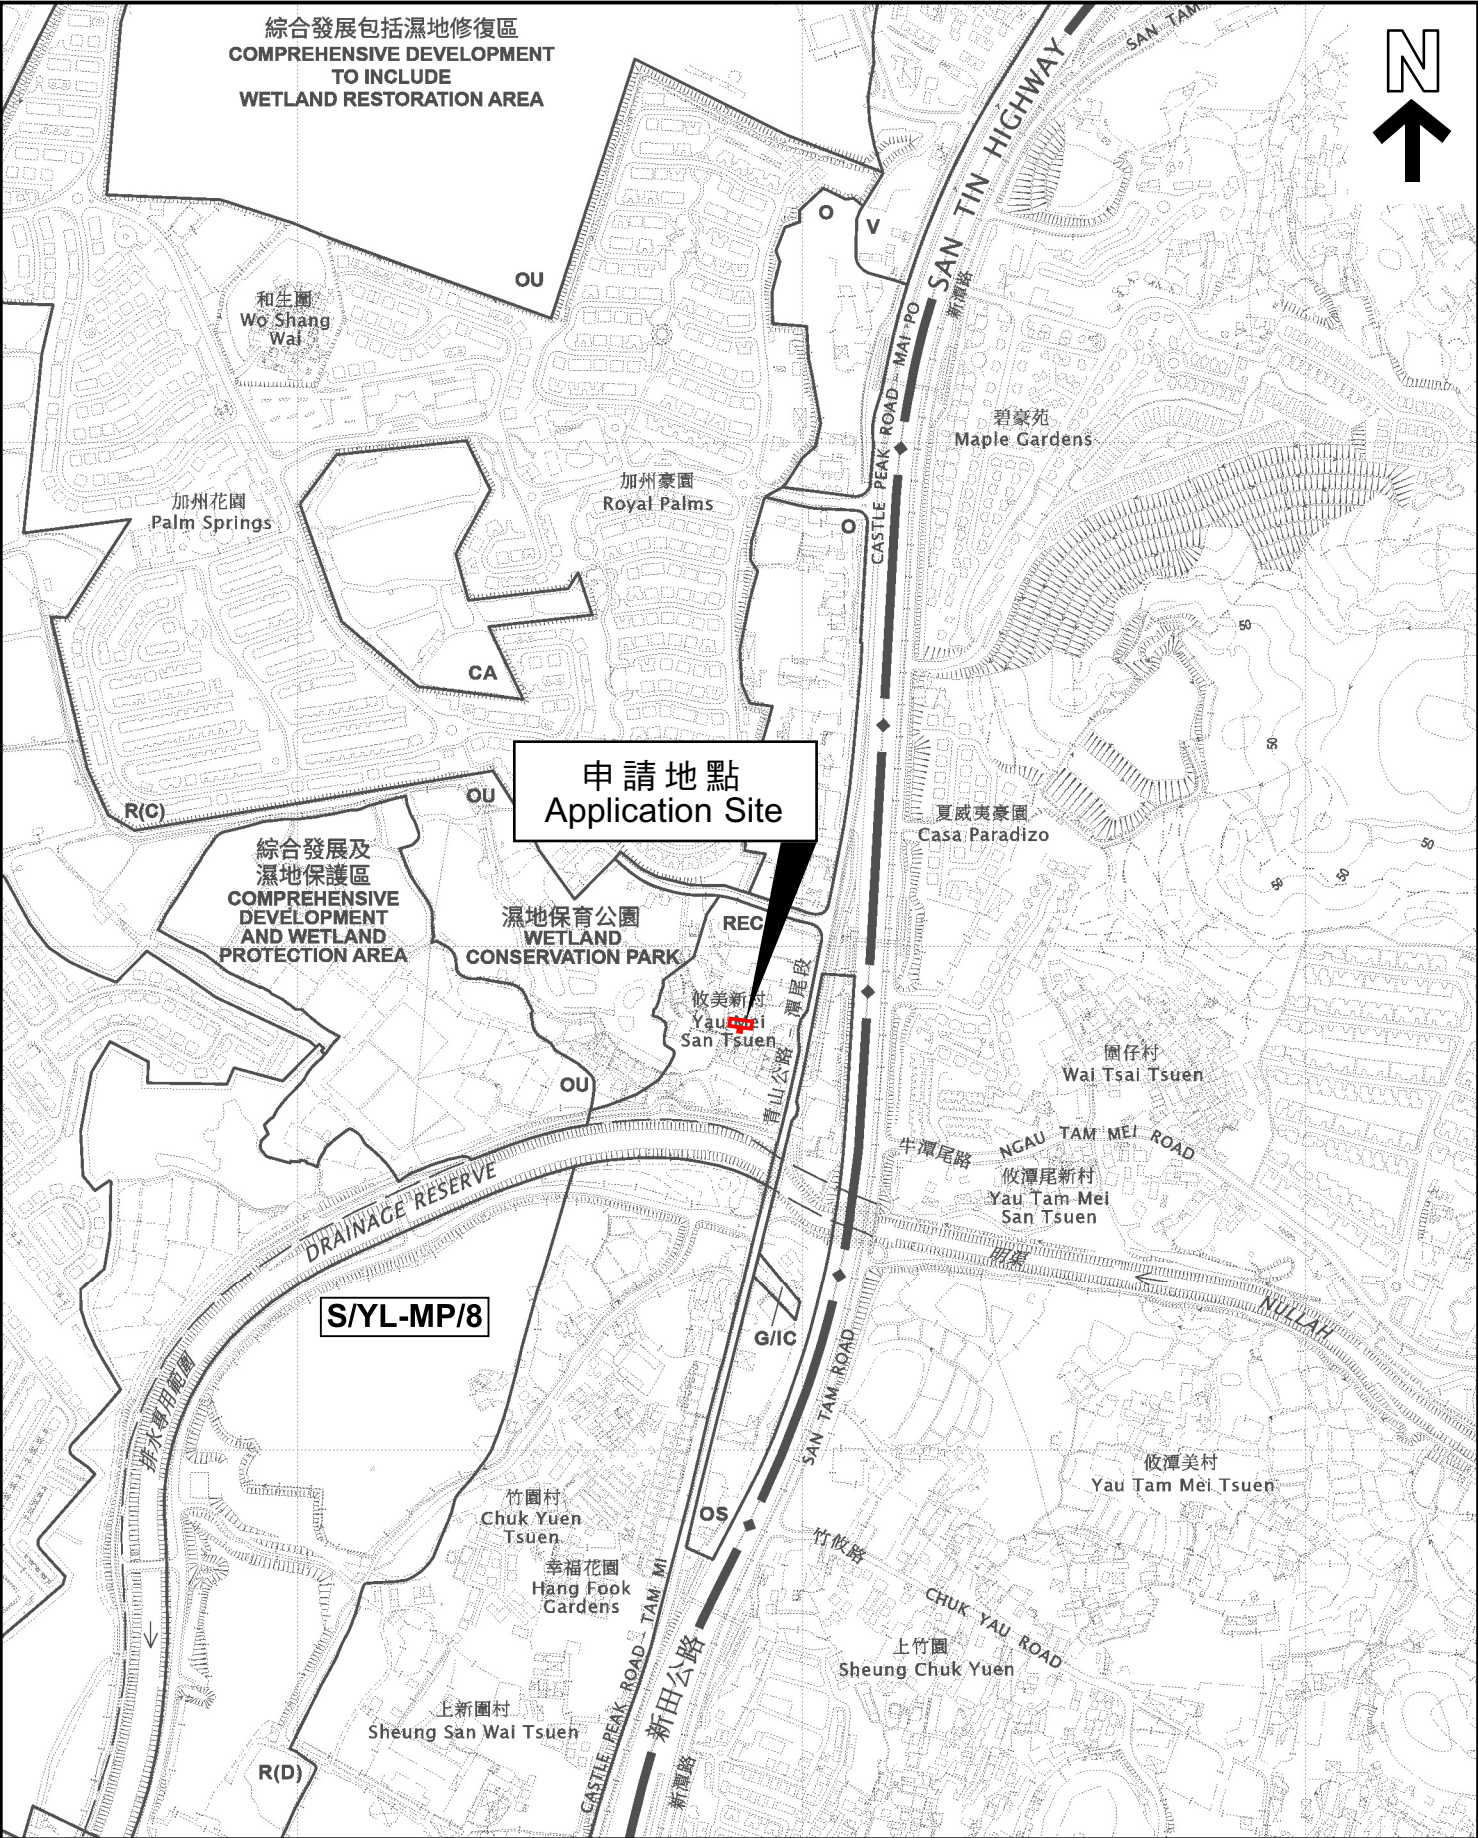 綜合發展包括濕地修復區
COMPREHENSIVE DEVELOPMENT
TO INCLUDE
WETLAND RESTORATION AREA
SAN TAM
N
SAN TIN HIGHWAY
新潭路
O
V
OU
和生圍
Wo Shang
Wai
CASTLE PEAK ROAD - MAI PO
碧豪苑
Maple Gardens
加州花園
Palm Springs
加州豪園
Royal Palms
O
50
CA
50
申請地點
Application Site
OU
R(C)
夏威夷豪園
Casa Paradizo
50
50
50
綜合發展及
濕地保護區
COMPREHENSIVE
DEVELOPMENT
AND WETLAND
PROTECTION AREA
濕地保育公園
WETLAND
CONSERVATION PARK
REC
攸美新村
Yau Mei
San Tsuen
青山公路 - 潭尾段
圍仔村
Wai Tsai Tsuen
OU
牛潭尾路
NGAU TAM MEI ROAD
攸潭尾新村
Yau Tam Mei
San Tsuen
DRAINAGE RESERVE
明渠
NULLAH
S/YL-MP/8
G/IC
SAN TAM ROAD
排水專用範圍
攸潭美村
Yau Tam Mei Tsuen
竹園村
Chuk Yuen
Tsuen
OS
竹攸路
CHUK YAU ROAD
幸福花園
Hang Fook
Gardens
CASTLE PEAK ROAD - TAM MI
上竹園
Sheung Chuk Yuen
新田公路
上新圍村
Sheung San Wai Tsuen
R(D)
新潭路